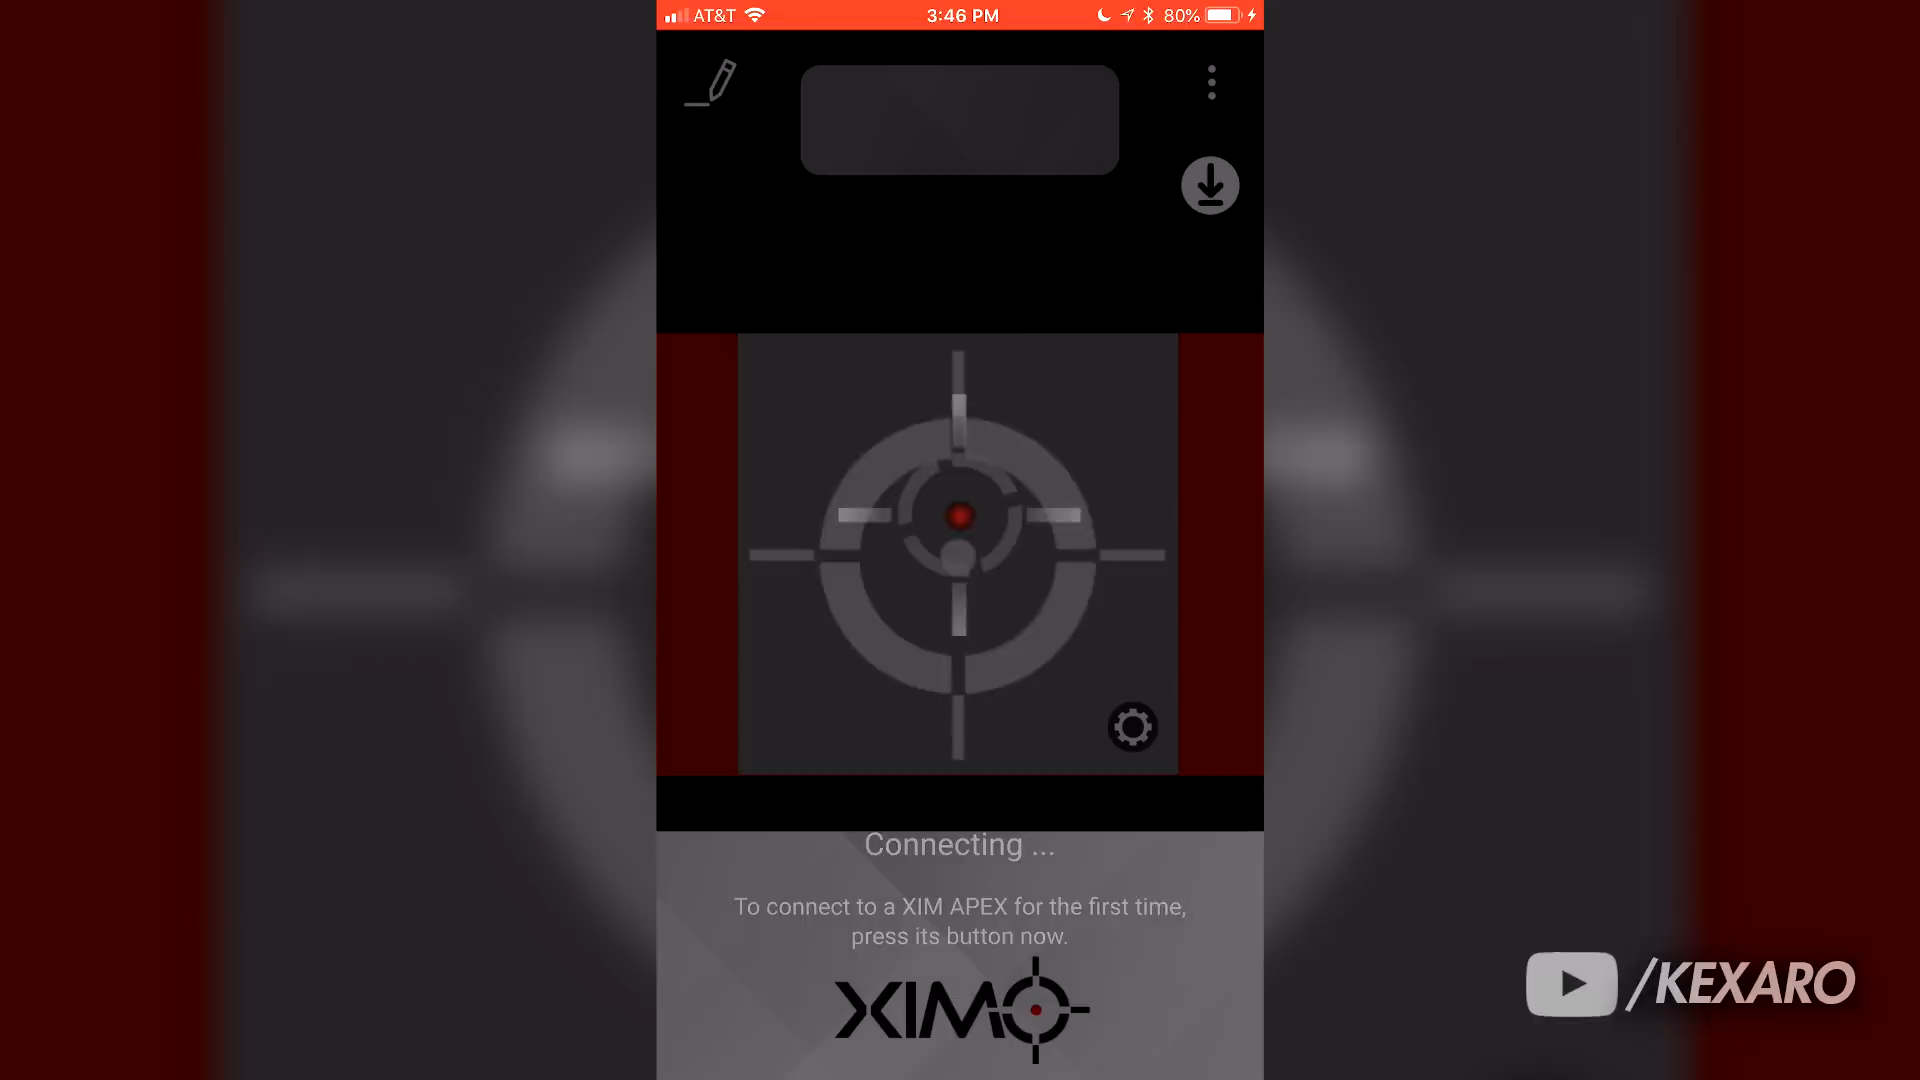 AT&T
3:46 PM
80%
Connecting ...
To connect to a XIM APEX for the first time,
press its button now.
XIM
/KEXARO